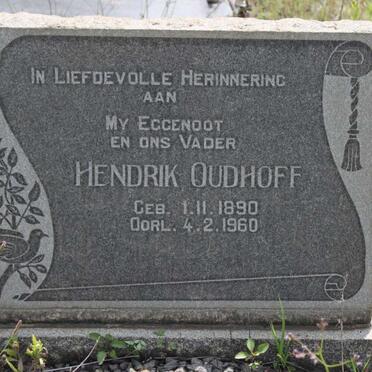 IN LIEFDEVOLLE HERINNERING
AAN
MY EGGENOOT
EN ONS VADER
HENDRIK OUDHOFF
GEB. 1.11.1890
OORL. 4.2.1960